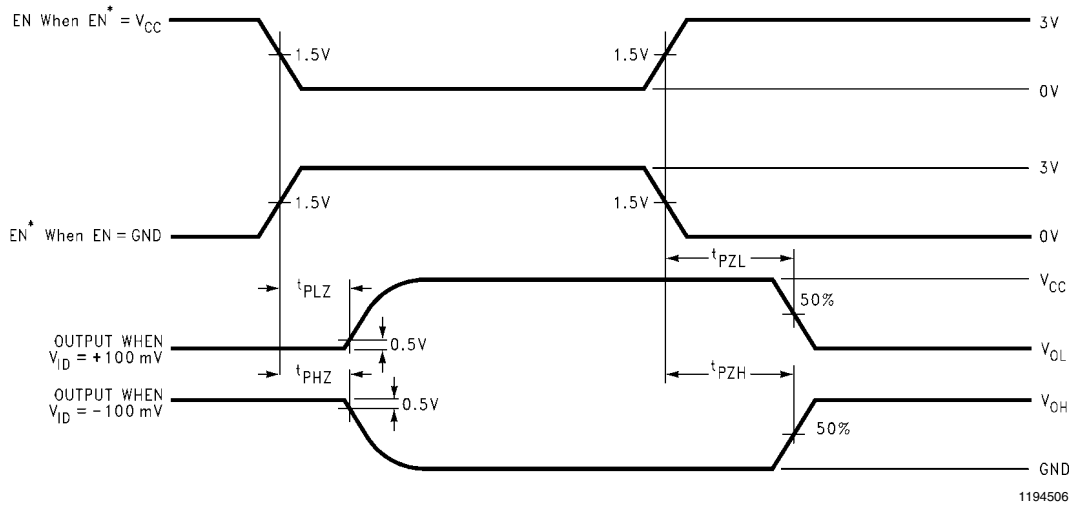 EN When EN* = VCC
3V
1.5V
1.5V
0V
3V
1.5V
1.5V
EN* When EN = GND
0V
tPZL
VCC
tPLZ
50%
OUTPUT WHEN
VID = +100 mV
0.5V
VOL
tPHZ
tPZH
OUTPUT WHEN
VID = -100 mV
0.5V
VOH
50%
GND
1194506